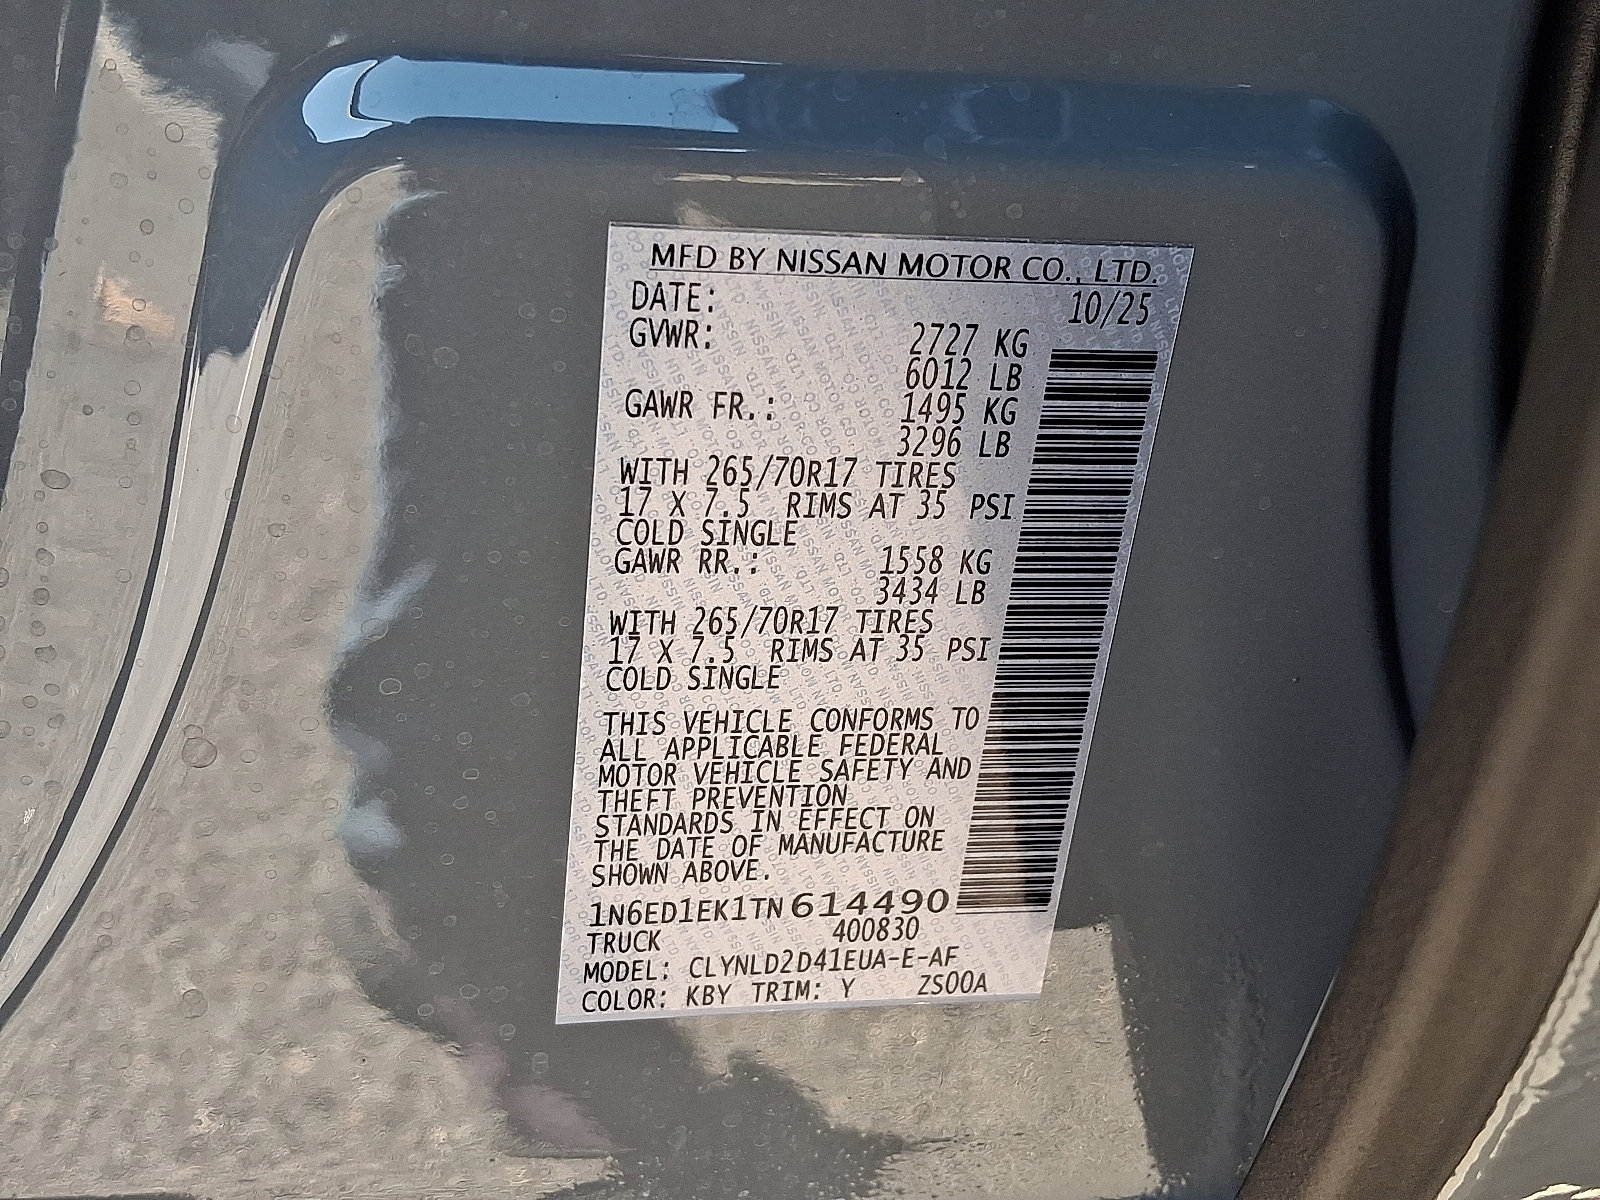 MFD BY NISSAN MOTOR CO., LTD.
DATE: 10/25
GVWR: 2727 KG
6012 LB
GAWR FR.: 1495 KG
3296 LB
WITH 265/70R17 TIRES
17 X 7.5 RIMS AT 35 PSI
COLD SINGLE
GAWR RR.: 1558 KG
3434 LB
WITH 265/70R17 TIRES
17 X 7.5 RIMS AT 35 PSI
COLD SINGLE
THIS VEHICLE CONFORMS TO
ALL APPLICABLE FEDERAL
MOTOR VEHICLE SAFETY AND
THEFT PREVENTION
STANDARDS IN EFFECT ON
THE DATE OF MANUFACTURE
SHOWN ABOVE.
1N6ED1EK1TN614490
TRUCK 400830
MODEL: CLYNLD2D41EUA-E-AF
COLOR: KBY TRIM: Y ZS00A